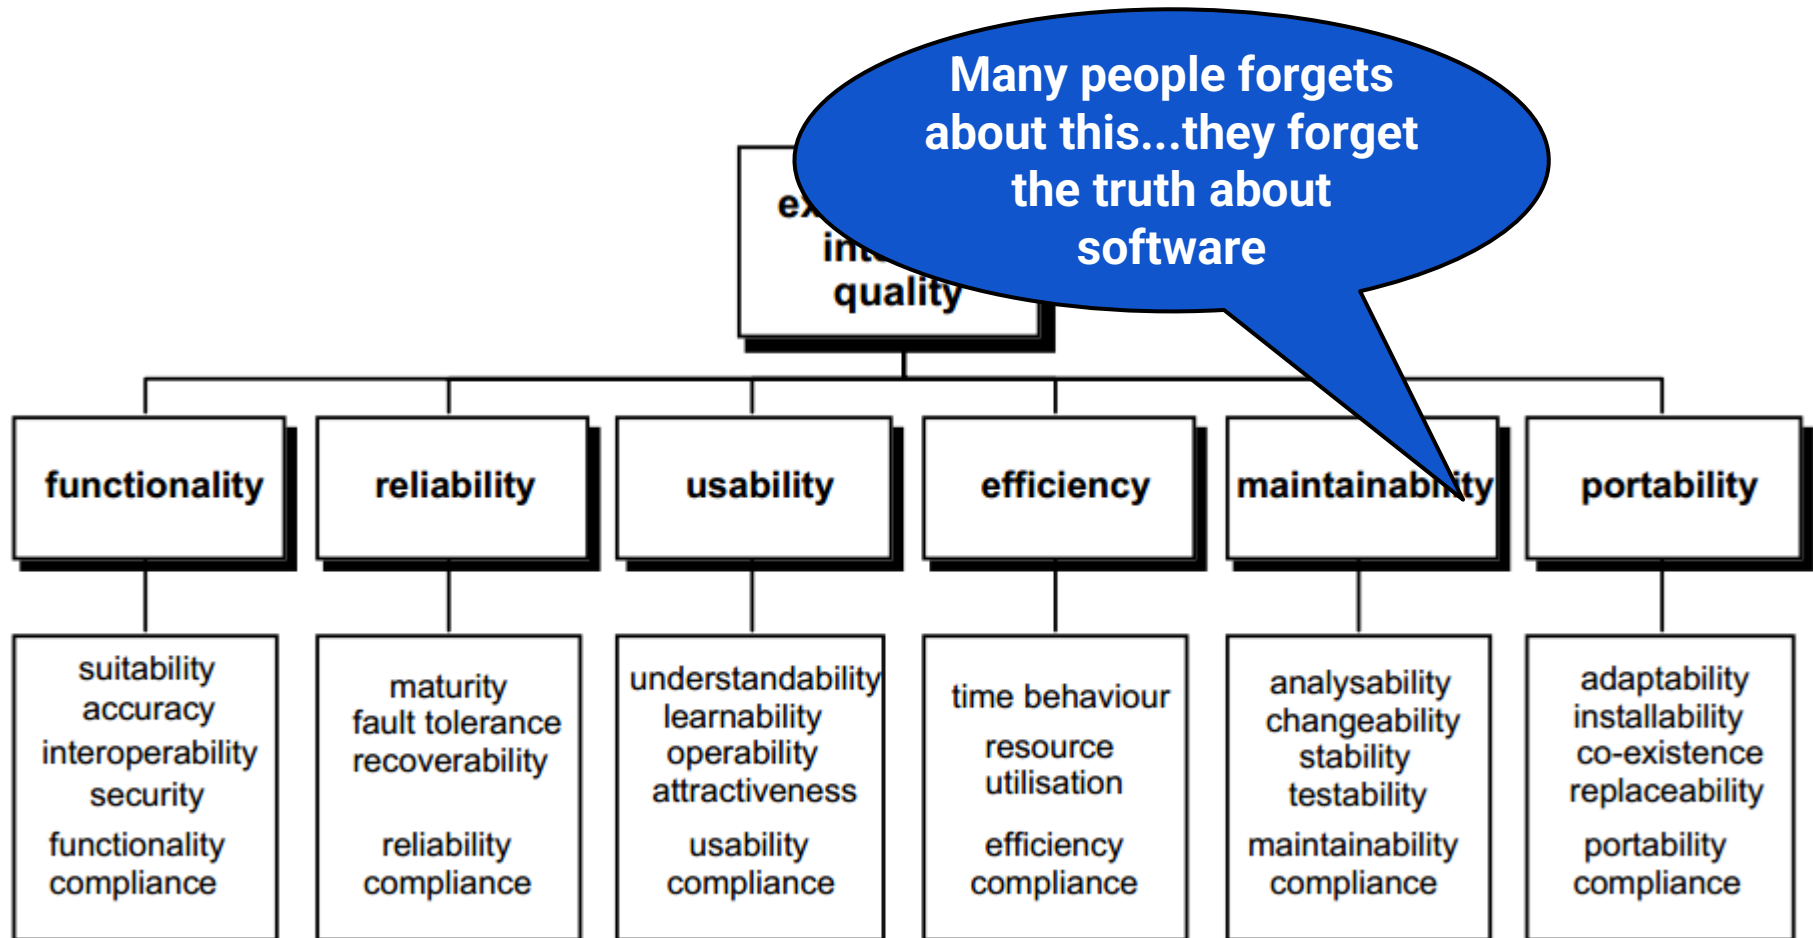 Many people forgets
about this...they forget
the truth about
software
quality
functionality
reliability
usability
efficiency
maintainability
portability
suitability
accuracy
interoperability
security
functionality
compliance
maturity
fault tolerance
recoverability
reliability
compliance
understandability
learnability
operability
attractiveness
usability
compliance
time behaviour
resource
utilisation
efficiency
compliance
analysability
changeability
stability
testability
maintainability
compliance
adaptability
installability
co-existence
replaceability
portability
compliance